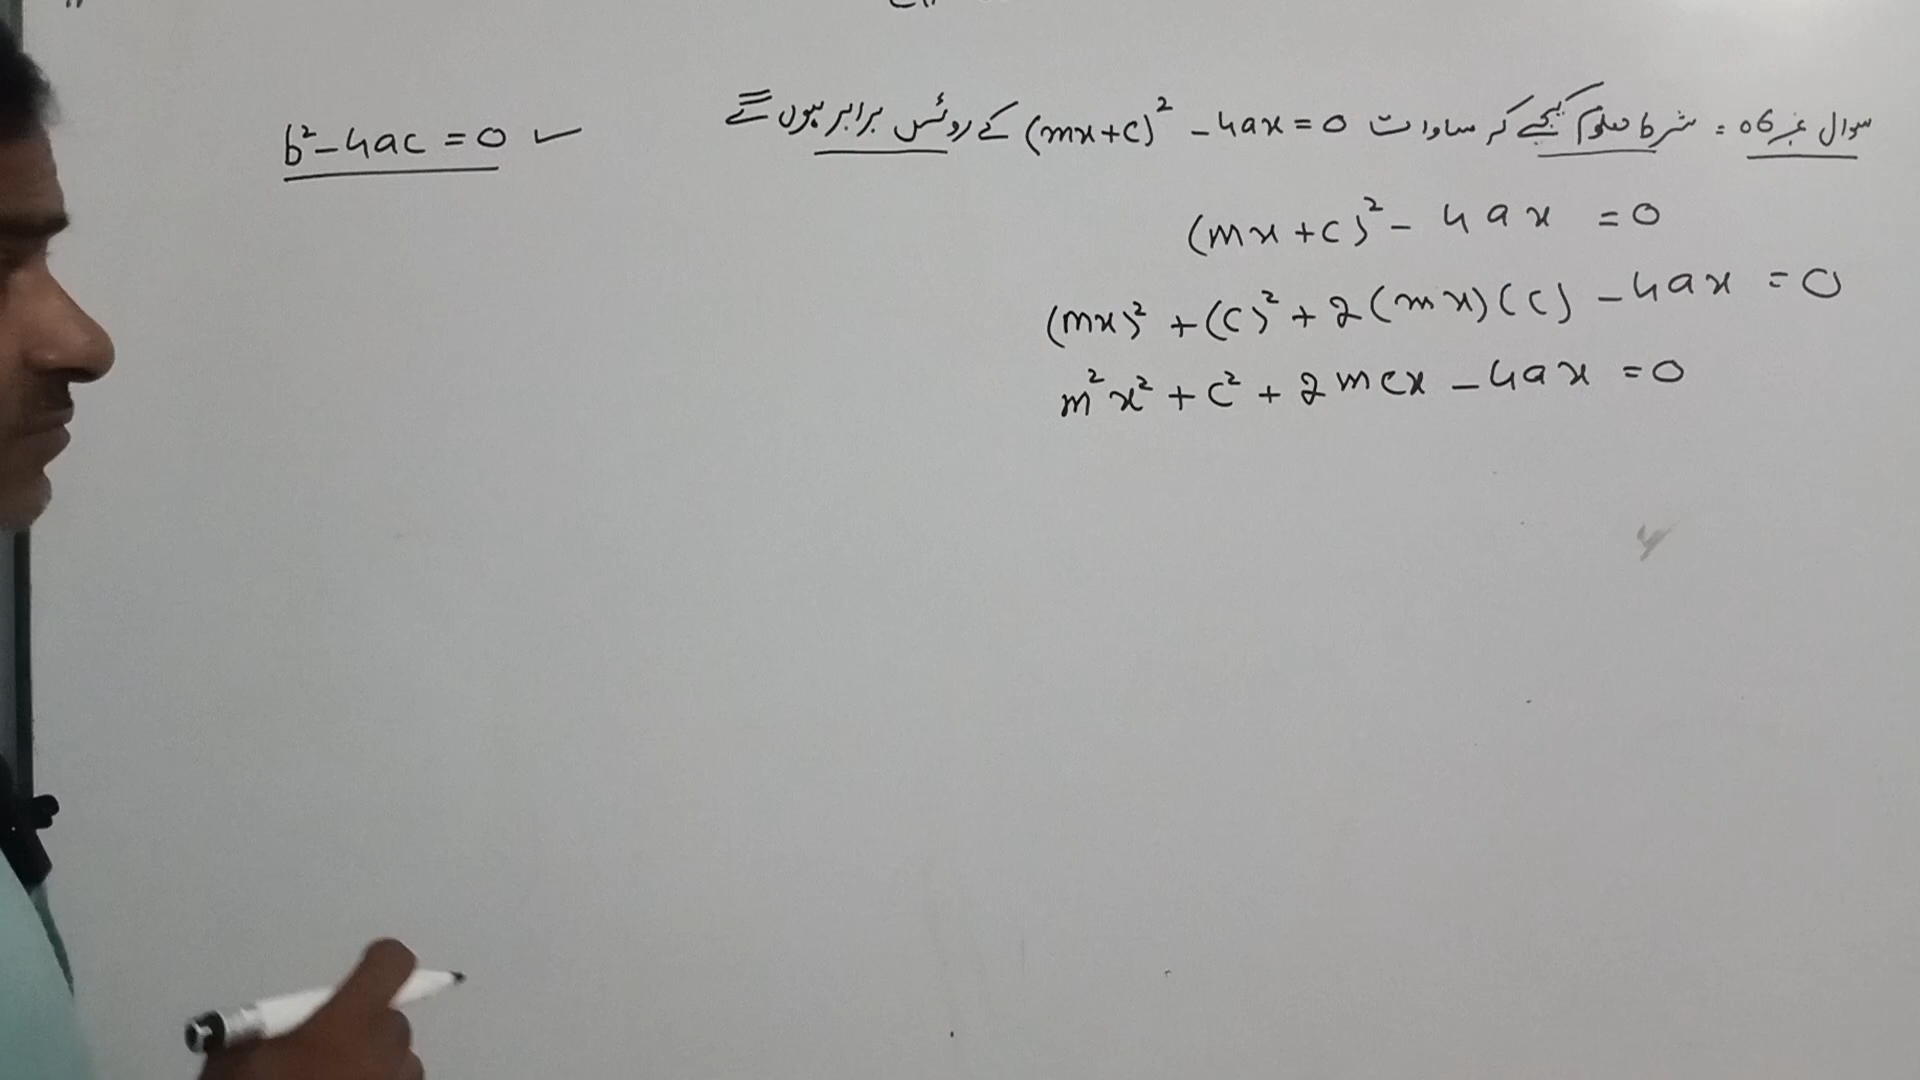 سوال نمبر 06 : شرط معلوم کیجیے کہ مساوات (mx+c)² - 4ax = 0 کے روٹس برابر ہوں گے
b² - 4ac = 0 ✓
(mx + c)² - 4ax = 0
(mx)² + (c)² + 2(mx)(c) - 4ax = 0
m²x² + c² + 2mcx - 4ax = 0